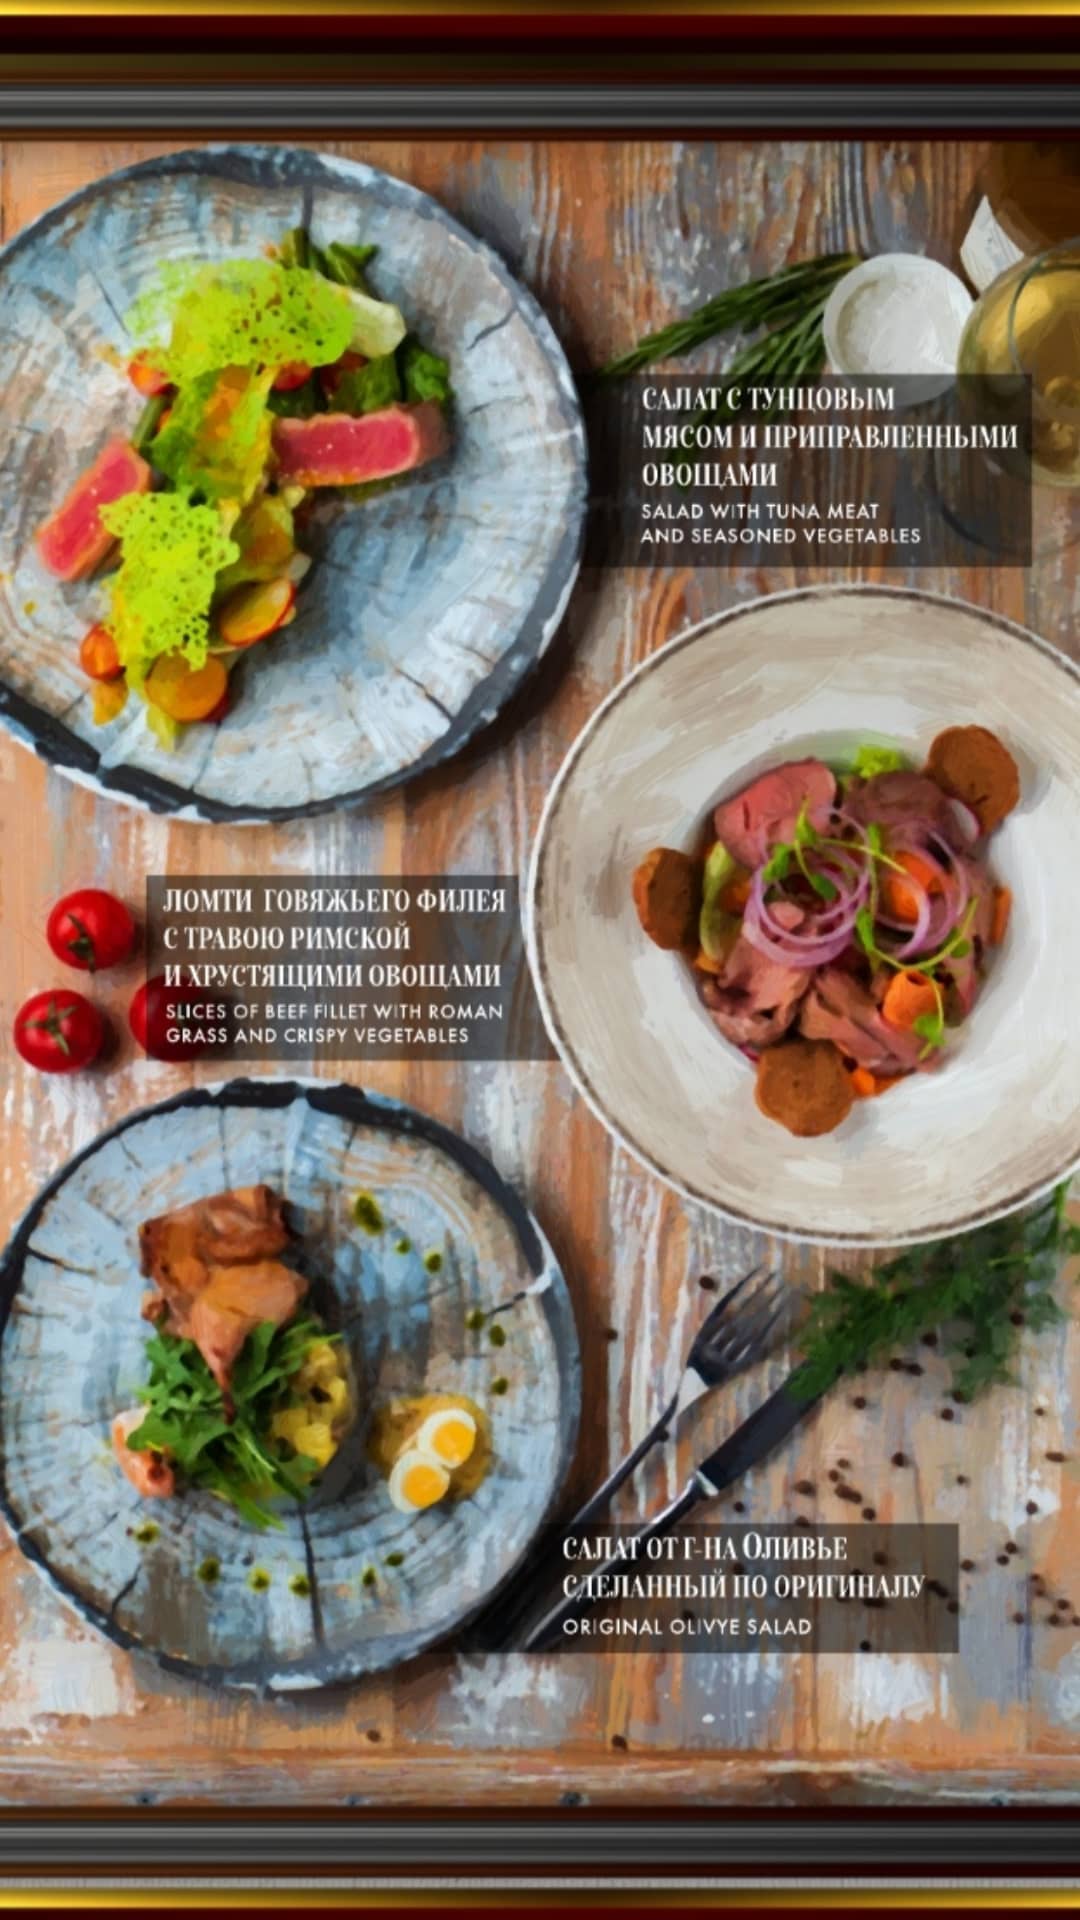 САЛАТ С ТУНЦОВЫМ
МЯСОМ И ПРИПРАВЛЕННЫМИ
ОВОЩАМИ
SALAD WITH TUNA MEAT
AND SEASONED VEGETABLES
ЛОМТИ ГОВЯЖЬЕГО ФИЛЕЯ
С ТРАВОЮ РИМСКОЙ
И ХРУСТЯЩИМИ ОВОЩАМИ
SLICES OF BEEF FILLET WITH ROMAN
GRASS AND CRISPY VEGETABLES
САЛАТ ОТ Г-НА ОЛИВЬЕ
СДЕЛАННЫЙ ПО ОРИГИНАЛУ
ORIGINAL OLIVYE SALAD